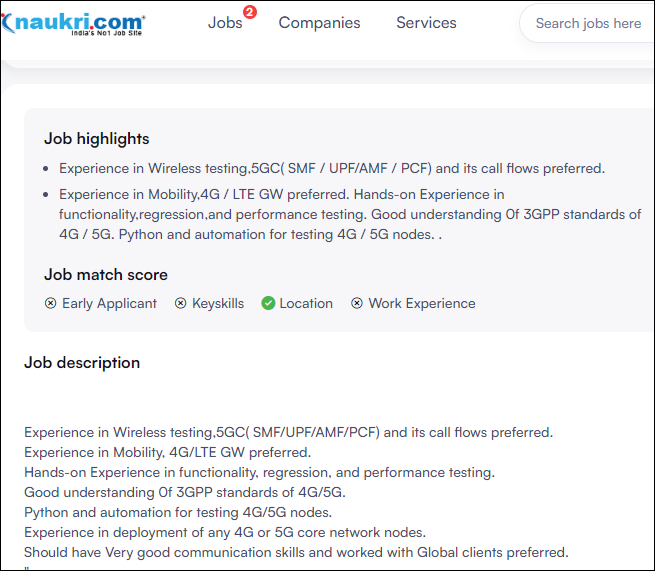 naukri.com
India's No1 Job Site
Jobs 2 Companies Services Search jobs here
Job highlights
• Experience in Wireless testing,5GC( SMF / UPF/AMF / PCF) and its call flows preferred.
• Experience in Mobility,4G / LTE GW preferred. Hands-on Experience in
functionality,regression,and performance testing. Good understanding 0f 3GPP standards of
4G / 5G. Python and automation for testing 4G / 5G nodes. .
Job match score
Early Applicant Keyskills Location Work Experience
Job description
Experience in Wireless testing,5GC( SMF/UPF/AMF/PCF) and its call flows preferred.
Experience in Mobility, 4G/LTE GW preferred.
Hands-on Experience in functionality, regression, and performance testing.
Good understanding 0f 3GPP standards of 4G/5G.
Python and automation for testing 4G/5G nodes.
Experience in deployment of any 4G or 5G core network nodes.
Should have Very good communication skills and worked with Global clients preferred.
"